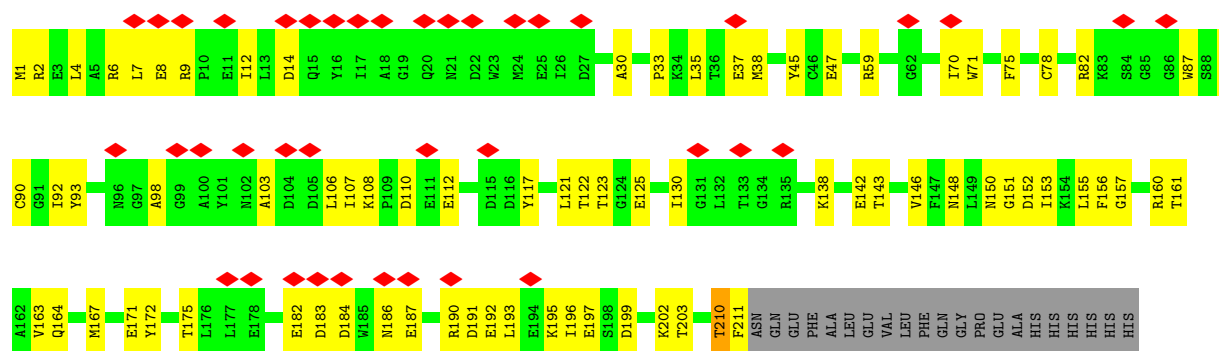 M1 R2 E3 L4 A5 R6 L7 E8 R9 P10 E11 I12 L13 D14 Q15 Y16 I17 A18 G19 Q20 N21 D22 W23 M24 E25 I26 D27 A30 P33 K34 L35 T36 E37 M38 Y45 C46 E47 R59 G62 I70 W71 F75 C78 R82 K83 S84 G85 G86 W87 S88
C90 G91 I92 Y93 N96 G97 A98 G99 A100 Y101 N102 A103 D104 D105 L106 I107 K108 P109 D110 E111 E112 D115 D116 Y117 L121 T122 T123 G124 E125 I130 G131 L132 T133 G134 R135 K138 E142 T143 V146 F147 N148 L149 N150 G151 D152 I153 K154 L155 F156 G157 R160 T161
A162 V163 Q164 M167 E171 Y172 T175 L176 L177 E178 E182 D183 D184 W185 N186 E187 R190 D191 E192 L193 E194 K195 I196 E197 S198 D199 K202 T203 T210 F211 ASN GLN GLU PHE ALA LEU GLU VAL LEU PHE GLN GLY PRO GLU ALA HIS HIS HIS HIS HIS HIS